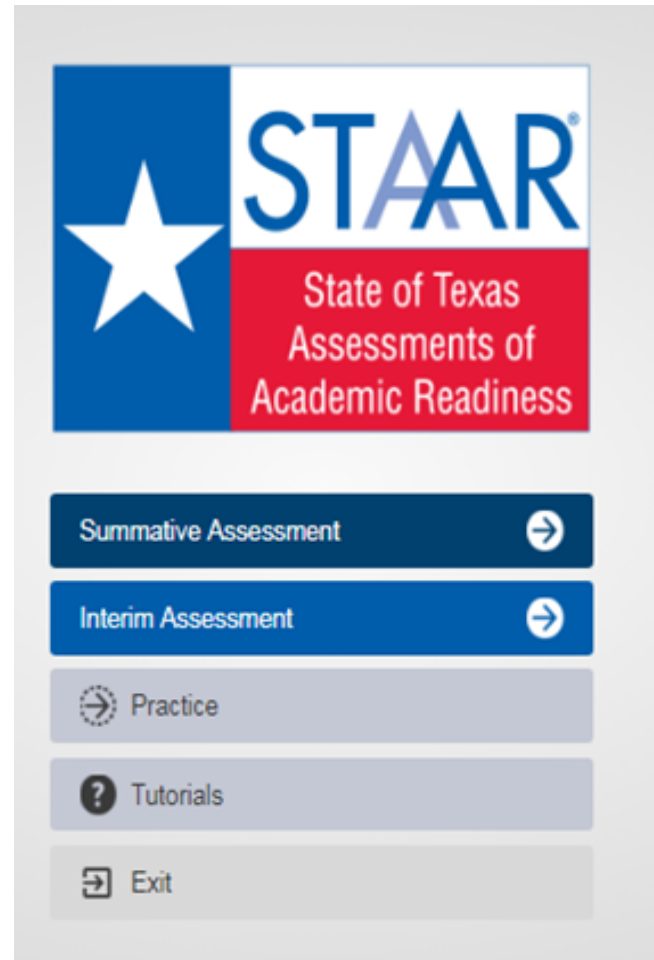 STAAR®
State of Texas
Assessments of
Academic Readiness
Summative Assessment
Interim Assessment
Practice
? Tutorials
Exit